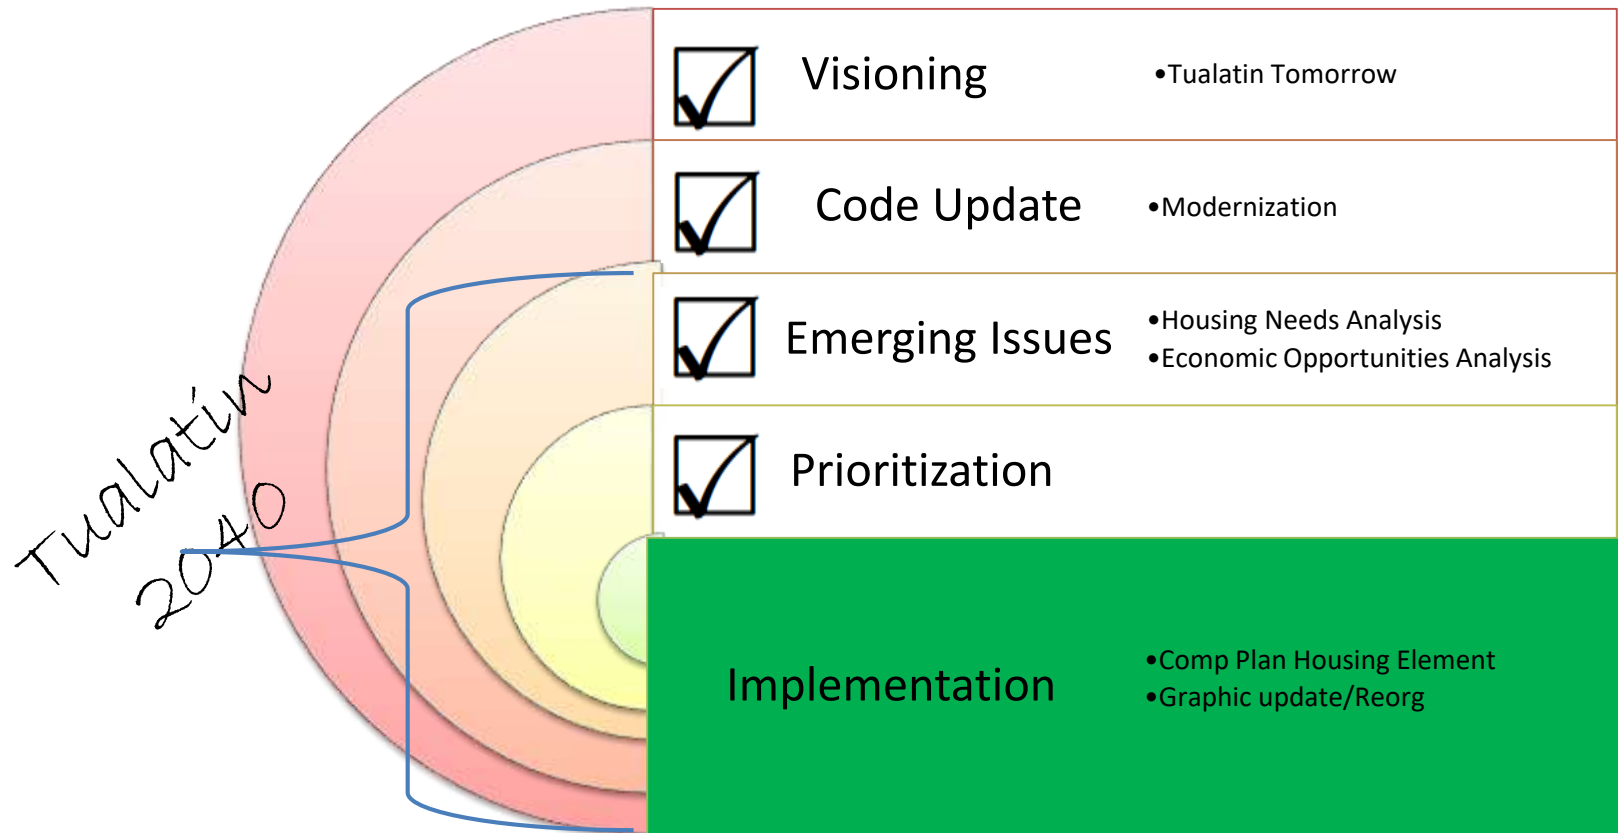 Visioning
•Tualatin Tomorrow
Code Update
•Modernization
Emerging Issues
•Housing Needs Analysis
•Economic Opportunities Analysis
Prioritization
Implementation
•Comp Plan Housing Element
•Graphic update/Reorg
Tualatin
2040